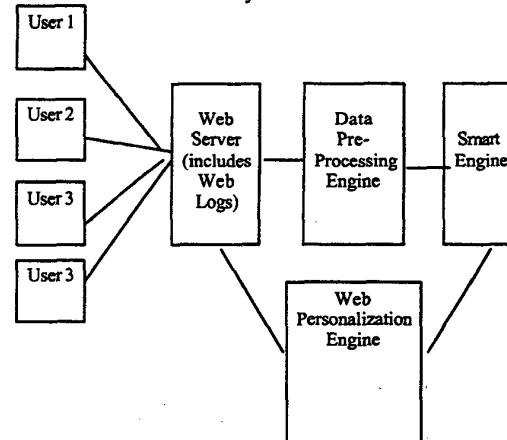 User 1
User 2
User 3
User 3
Web
Server
(includes
Web
Logs)
Data
Pre-
Processing
Engine
Smart
Engine
Web
Personalization
Engine